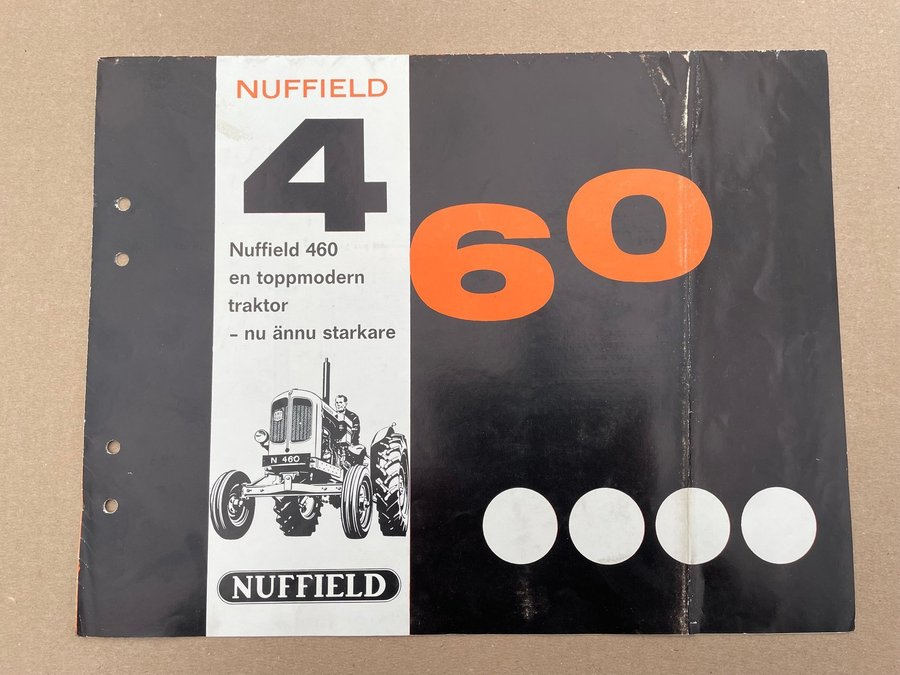 NUFFIELD
4
60
Nuffield 460
en toppmodern
traktor
– nu ännu starkare
N 460
NUFFIELD